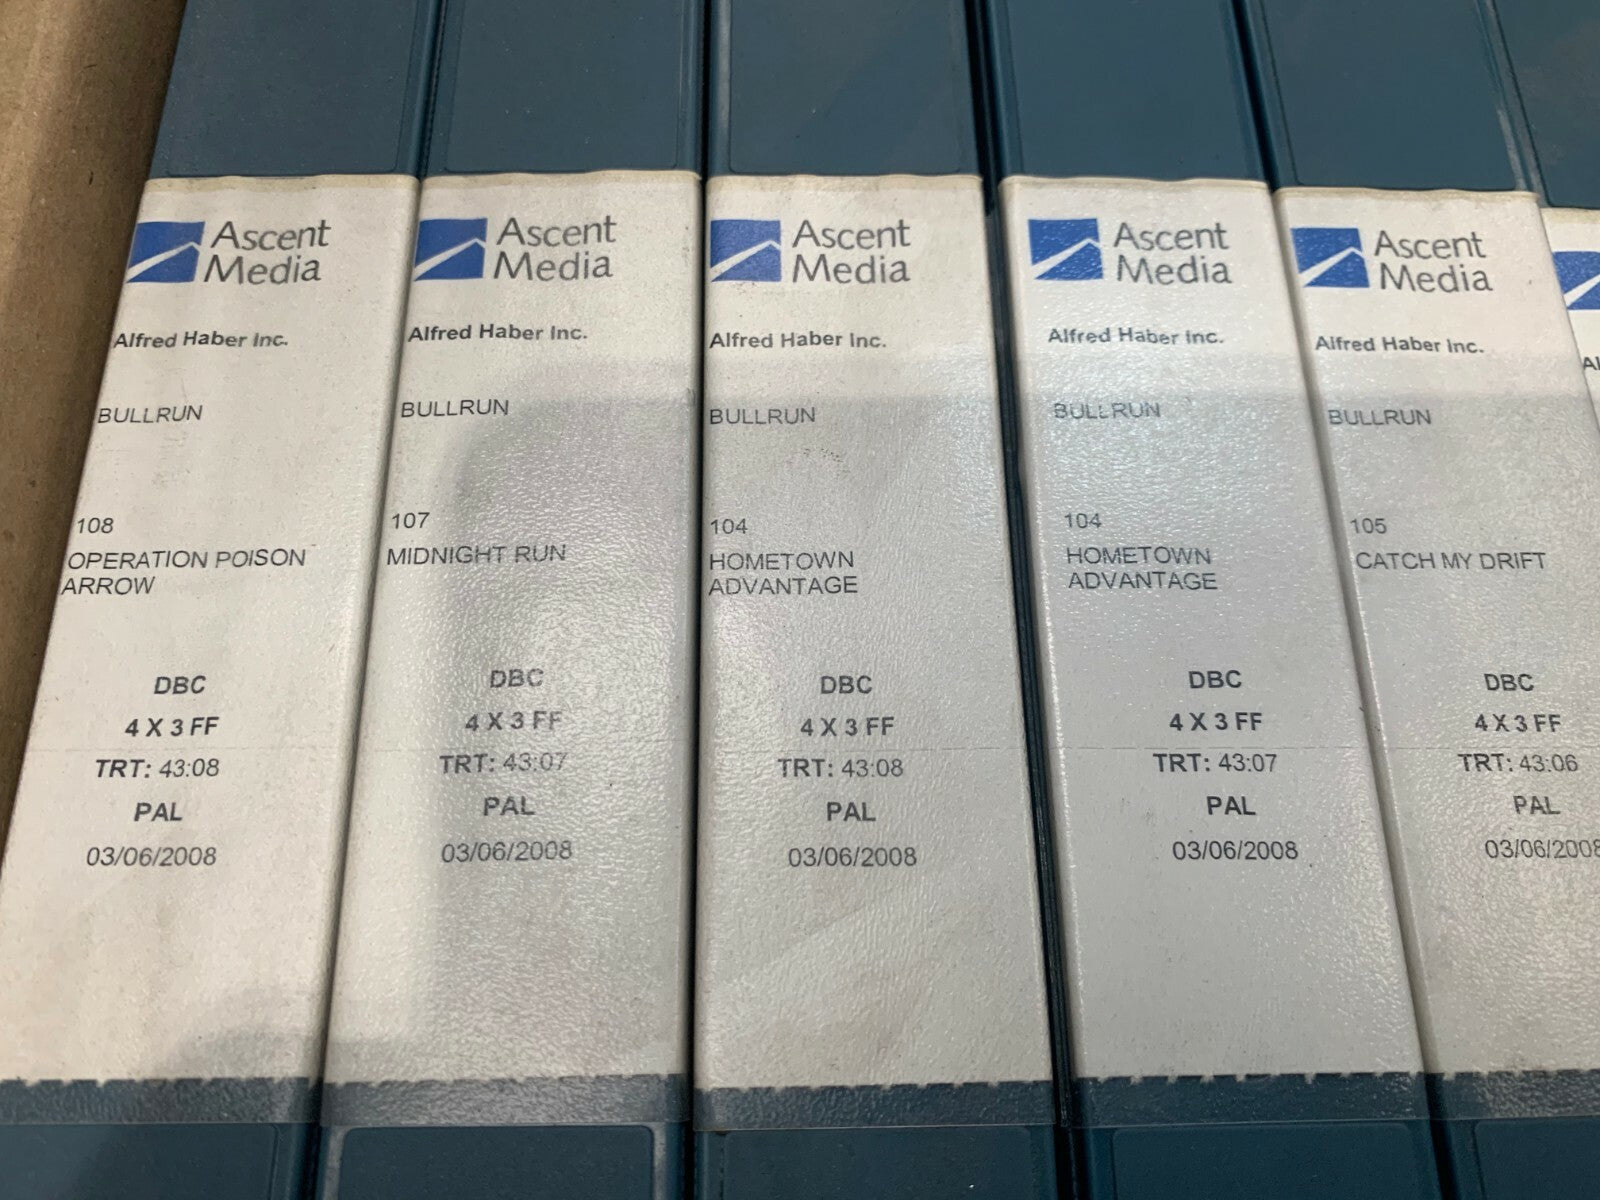 Ascent
Media
Alfred Haber Inc.
BULLRUN
108
OPERATION POISON
ARROW
DBC
4 X 3 FF
TRT: 43:08
PAL
03/06/2008
Ascent
Media
Alfred Haber Inc.
BULLRUN
107
MIDNIGHT RUN
DBC
4 X 3 FF
TRT: 43:07
PAL
03/06/2008
Ascent
Media
Alfred Haber Inc.
BULLRUN
104
HOMETOWN
ADVANTAGE
DBC
4 X 3 FF
TRT: 43:08
PAL
03/06/2008
Ascent
Media
Alfred Haber Inc.
BULLRUN
104
HOMETOWN
ADVANTAGE
DBC
4 X 3 FF
TRT: 43:07
PAL
03/06/2008
Ascent
Media
Alfred Haber Inc.
BULLRUN
105
CATCH MY DRIFT
DBC
4 X 3 FF
TRT: 43:06
PAL
03/06/2008